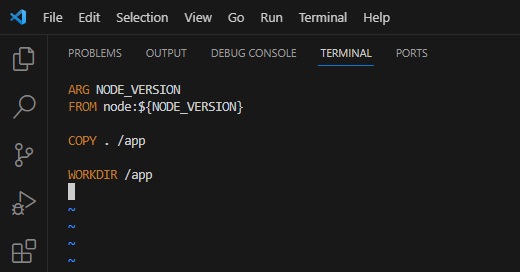 File Edit Selection View Go Run Terminal Help
PROBLEMS OUTPUT DEBUG CONSOLE TERMINAL PORTS
ARG NODE_VERSION
FROM node:${NODE_VERSION}
COPY . /app
WORKDIR /app
~
~
~
~